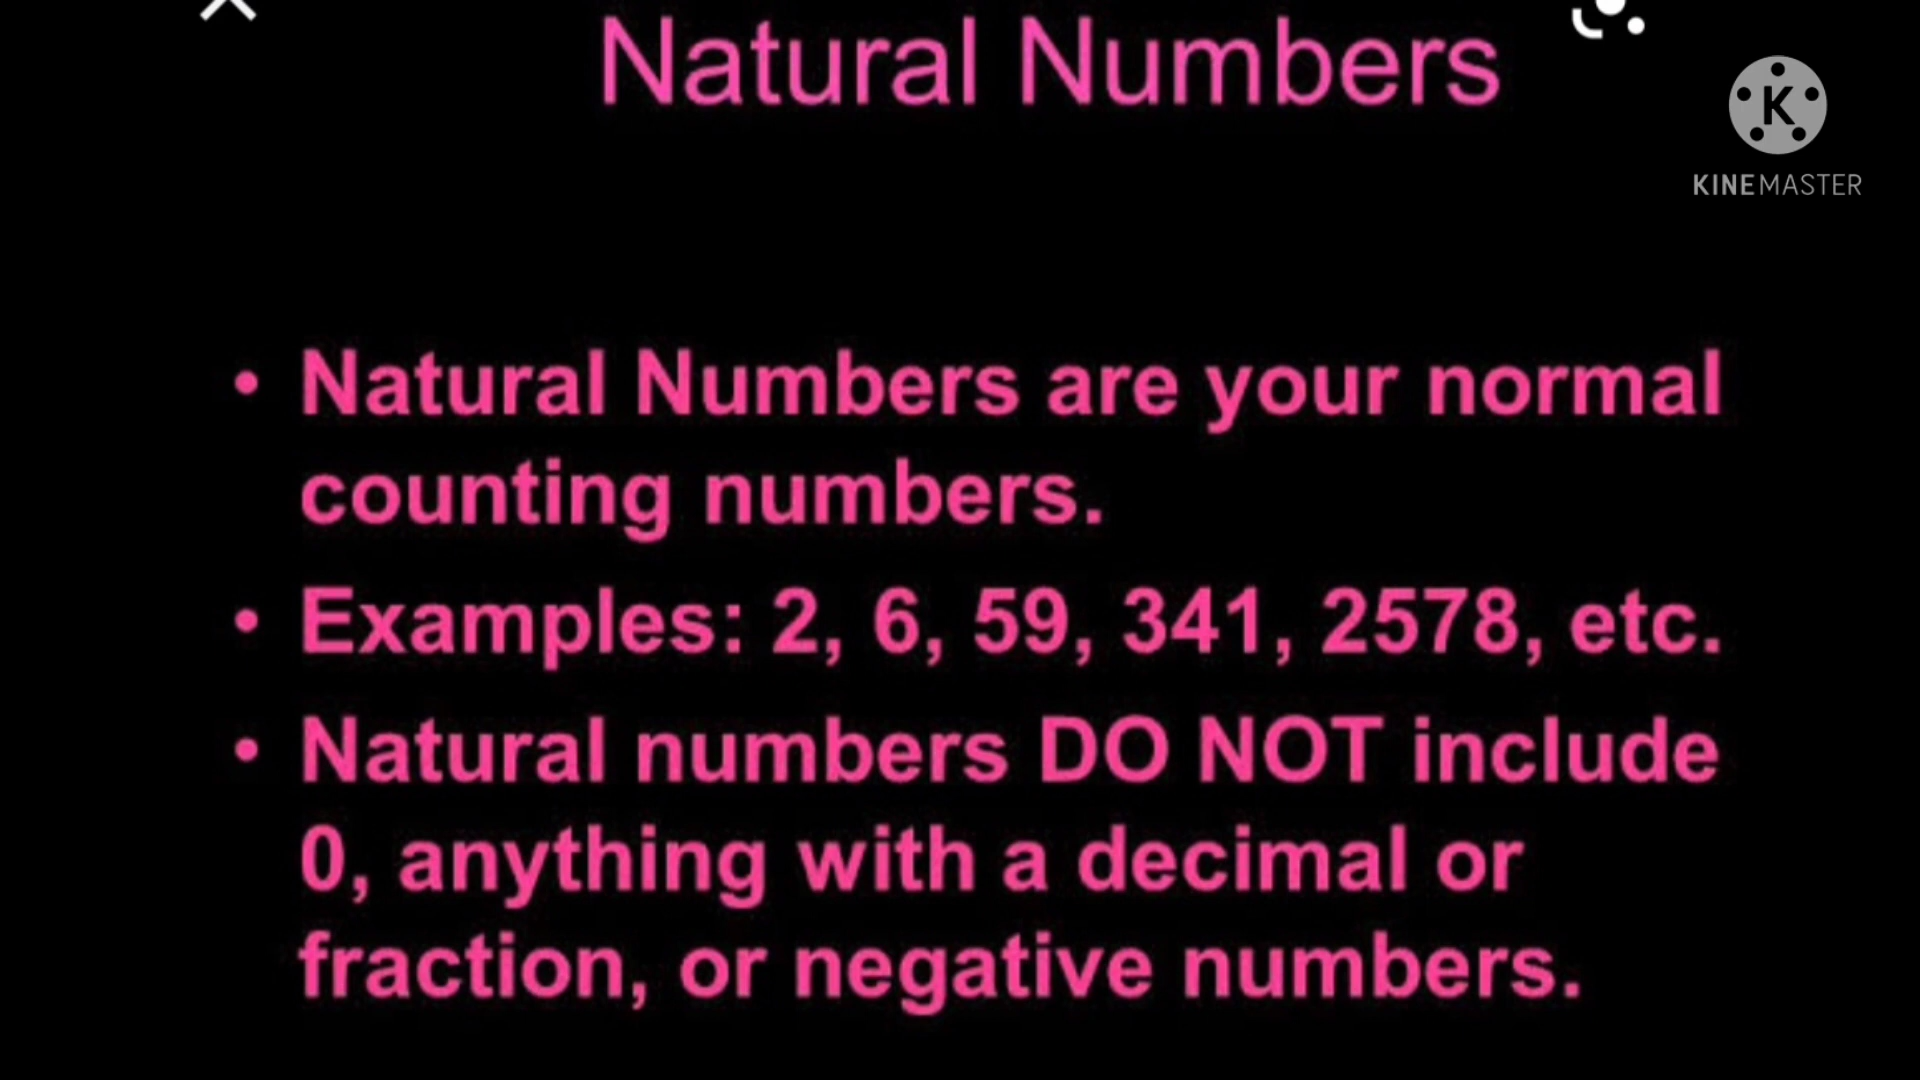 Natural Numbers
K
KINEMASTER
• Natural Numbers are your normal
counting numbers.
• Examples: 2, 6, 59, 341, 2578, etc.
• Natural numbers DO NOT include
0, anything with a decimal or
fraction, or negative numbers.